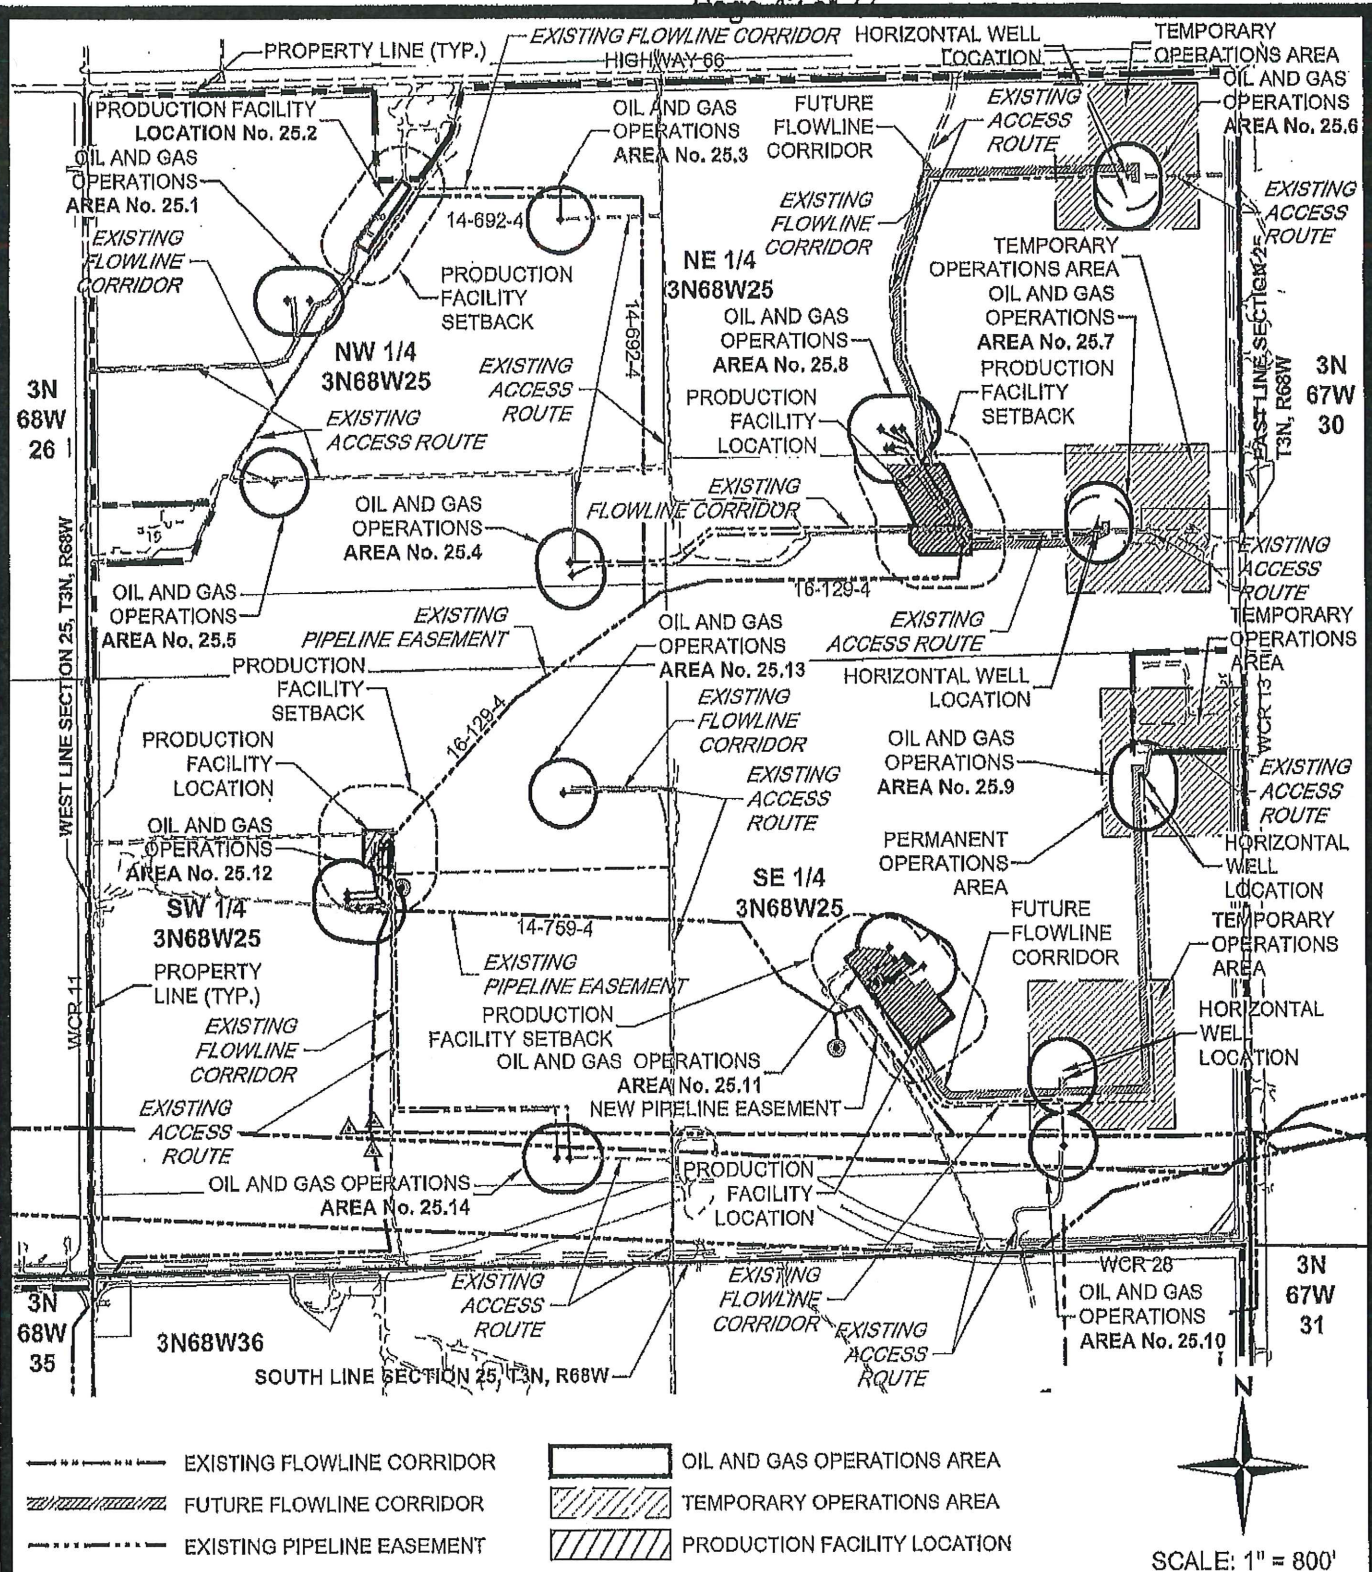 PROPERTY LINE (TYP.)
EXISTING FLOWLINE CORRIDOR
HIGHWAY 66
HORIZONTAL WELL
LOCATION
TEMPORARY
OPERATIONS AREA
OIL AND GAS
OPERATIONS
AREA No. 25.6
PRODUCTION FACILITY
LOCATION No. 25.2
OIL AND GAS
OPERATIONS
AREA No. 25.1
OIL AND GAS
OPERATIONS
AREA No. 25.3
FUTURE
FLOWLINE
CORRIDOR
EXISTING
ACCESS
ROUTE
EXISTING
ACCESS
ROUTE
EXISTING
FLOWLINE
CORRIDOR
14-692-4
EXISTING
FLOWLINE
CORRIDOR
PRODUCTION
FACILITY
SETBACK
14-692-4
NE 1/4
3N68W25
TEMPORARY
OPERATIONS AREA
OIL AND GAS
OPERATIONS
AREA No. 25.7
OIL AND GAS
OPERATIONS
AREA No. 25.8
NW 1/4
3N68W25
EXISTING
ACCESS
ROUTE
PRODUCTION
FACILITY
SETBACK
PRODUCTION
FACILITY
LOCATION
EAST LINE SECTION 25
T3N, R68W
3N
68W
26
3N
67W
30
EXISTING
ACCESS ROUTE
OIL AND GAS
OPERATIONS
AREA No. 25.4
EXISTING
FLOWLINE CORRIDOR
EXISTING
ACCESS
ROUTE
OIL AND GAS
OPERATIONS
AREA No. 25.5
WEST LINE SECTION 25, T3N, R68W
16-129-4
EXISTING
PIPELINE EASEMENT
OIL AND GAS
OPERATIONS
AREA No. 25.13
EXISTING
ACCESS ROUTE
TEMPORARY
OPERATIONS
AREA
HORIZONTAL WELL
LOCATION
PRODUCTION
FACILITY
SETBACK
16-129-4
EXISTING
FLOWLINE
CORRIDOR
WCR 13
PRODUCTION
FACILITY
LOCATION
OIL AND GAS
OPERATIONS
AREA No. 25.9
EXISTING
ACCESS
ROUTE
EXISTING
ACCESS
ROUTE
OIL AND GAS
OPERATIONS
AREA No. 25.12
PERMANENT
OPERATIONS
AREA
HORIZONTAL
WELL
LOCATION
SW 1/4
3N68W25
SE 1/4
3N68W25
FUTURE
FLOWLINE
CORRIDOR
TEMPORARY
OPERATIONS
AREA
14-759-4
PROPERTY
LINE (TYP.)
EXISTING
PIPELINE EASEMENT
WCR 11
PRODUCTION
FACILITY SETBACK
HORIZONTAL
WELL
LOCATION
EXISTING
FLOWLINE
CORRIDOR
OIL AND GAS OPERATIONS
AREA No. 25.11
NEW PIPELINE EASEMENT
EXISTING
ACCESS
ROUTE
OIL AND GAS OPERATIONS
AREA No. 25.14
PRODUCTION
FACILITY
LOCATION
WCR 28
3N
68W
35
3N68W36
EXISTING
ACCESS
ROUTE
EXISTING
FLOWLINE
CORRIDOR
EXISTING
ACCESS
ROUTE
OIL AND GAS
OPERATIONS
AREA No. 25.10
3N
67W
31
SOUTH LINE SECTION 25, T3N, R68W
N
EXISTING FLOWLINE CORRIDOR
FUTURE FLOWLINE CORRIDOR
EXISTING PIPELINE EASEMENT
OIL AND GAS OPERATIONS AREA
TEMPORARY OPERATIONS AREA
PRODUCTION FACILITY LOCATION
SCALE: 1" = 800'